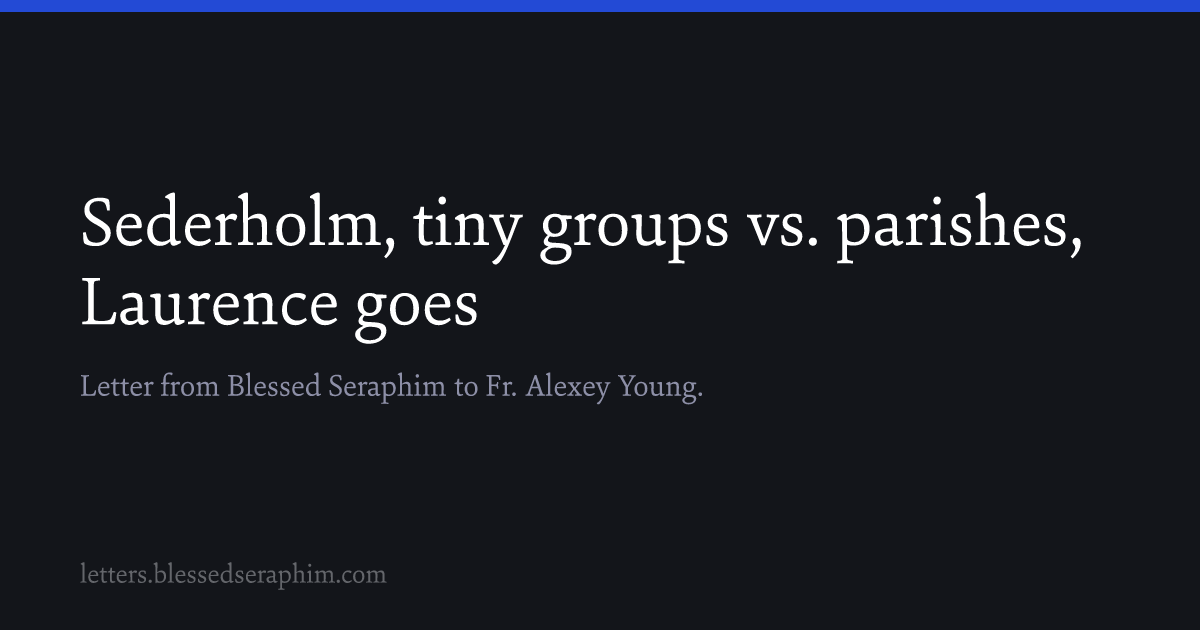 Sederholm, tiny groups vs. parishes,
Laurence goes
Letter from Blessed Seraphim to Fr. Alexey Young.
letters.blessedseraphim.com